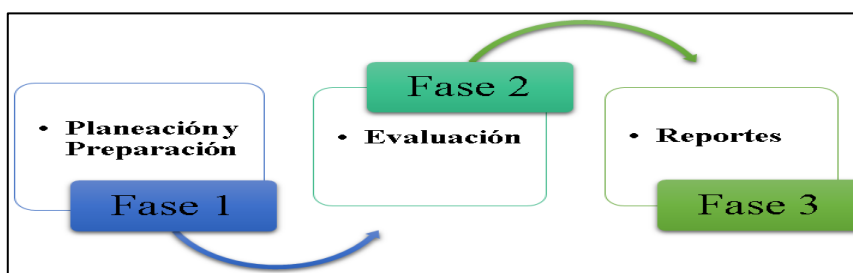 • Planeación y
Preparación
Fase 1
Fase 2
• Evaluación
• Reportes
Fase 3